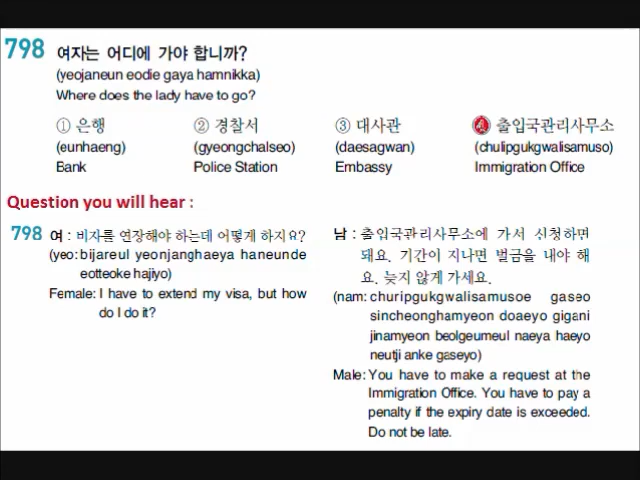 798 여자는 어디에 가야 합니까?
(yeojaneun eodie gaya hamnikka)
Where does the lady have to go?
① 은행 ② 경찰서 ③ 대사관 ④ 출입국관리사무소
(eunhaeng) (gyeongchalseo) (daesagwan) (chulipgukgwalisamuso)
Bank Police Station Embassy Immigration Office
Question you will hear :
798 여 : 비자를 연장해야 하는데 어떻게 하지요?
(yeo: bijareul yeonjanghaeya haneunde
eotteoke hajiyo)
Female: I have to extend my visa, but how
do I do it?
남 : 출입국관리사무소에 가서 신청하면
돼요. 기간이 지나면 벌금을 내야 해
요. 늦지 않게 가세요.
(nam: churipgukgwalisamusoe gaseo
sincheonghamyeon doaeyo gigani
jinamyeon beolgeumeul naeya haeyo
neutji anke gaseyo)
Male: You have to make a request at the
Immigration Office. You have to pay a
penalty if the expiry date is exceeded.
Do not be late.